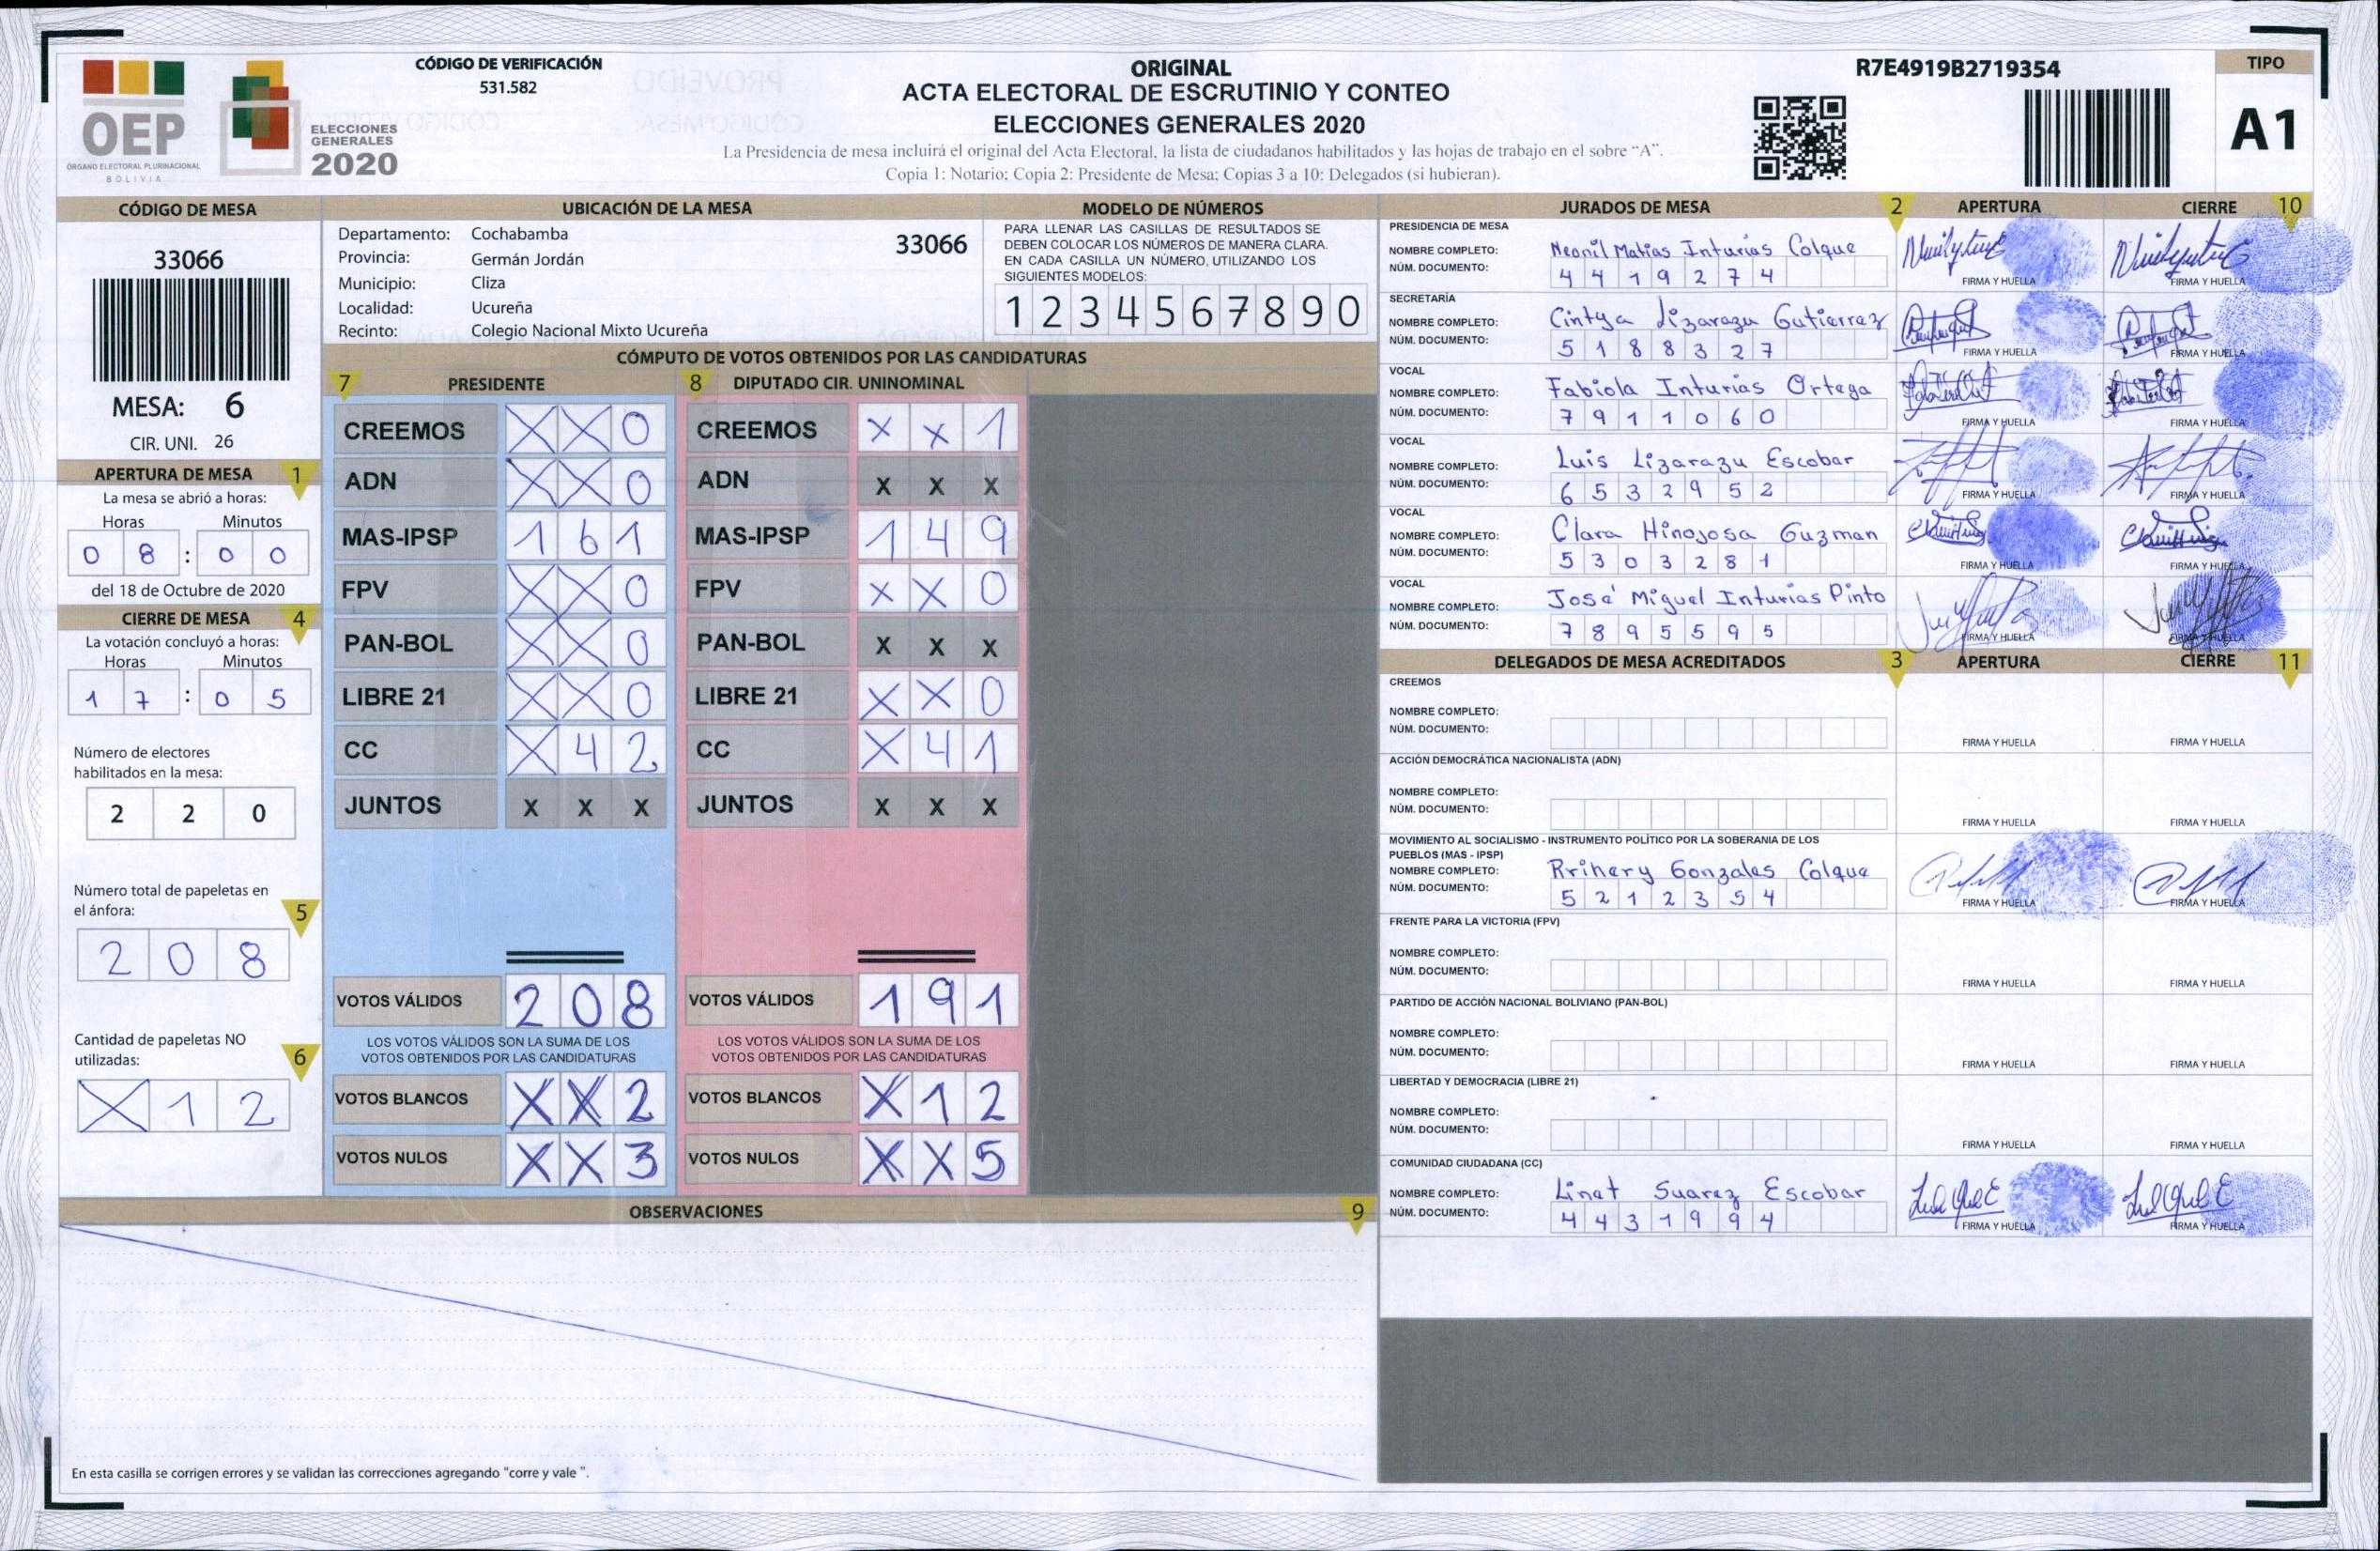 OEP
ÓRGANO ELECTORAL PLURINACIONAL
BOLIVIA
ELECCIONES
GENERALES
2020
CÓDIGO DE VERIFICACIÓN
531.582
ORIGINAL
ACTA ELECTORAL DE ESCRUTINIO Y CONTEO
ELECCIONES GENERALES 2020
La Presidencia de mesa incluirá el original del Acta Electoral, la lista de ciudadanos habilitados y las hojas de trabajo en el sobre "A".
Copia 1: Notario; Copia 2: Presidente de Mesa; Copias 3 a 10: Delegados (si hubieran).
R7E4919B2719354
TIPO
A1
CÓDIGO DE MESA
33066
MESA: 6
CIR. UNI. 26
APERTURA DE MESA 1
La mesa se abrió a horas:
Horas Minutos
0 8 : 0 0
del 18 de Octubre de 2020
CIERRE DE MESA 4
La votación concluyó a horas:
Horas Minutos
1 7 : 0 5
Número de electores
habilitados en la mesa:
2 2 0
Número total de papeletas en
el ánfora: 5
2 0 8
Cantidad de papeletas NO
utilizadas: 6
X 1 2
UBICACIÓN DE LA MESA
Departamento: Cochabamba 33066
Provincia: Germán Jordán
Municipio: Cliza
Localidad: Ucureña
Recinto: Colegio Nacional Mixto Ucureña
MODELO DE NÚMEROS
PARA LLENAR LAS CASILLAS DE RESULTADOS SE
DEBEN COLOCAR LOS NÚMEROS DE MANERA CLARA.
EN CADA CASILLA UN NÚMERO, UTILIZANDO LOS
SIGUIENTES MODELOS:
1 2 3 4 5 6 7 8 9 0
CÓMPUTO DE VOTOS OBTENIDOS POR LAS CANDIDATURAS
7 PRESIDENTE 8 DIPUTADO CIR. UNINOMINAL
CREEMOS X X 0 CREEMOS X X 1
ADN X X 0 ADN X X X
MAS-IPSP 1 6 1 MAS-IPSP 1 4 9
FPV X X 0 FPV X X 0
PAN-BOL X X 0 PAN-BOL X X X
LIBRE 21 X X 0 LIBRE 21 X X 0
CC X 4 2 CC X 4 1
JUNTOS X X X JUNTOS X X X
VOTOS VÁLIDOS 2 0 8 VOTOS VÁLIDOS 1 9 1
LOS VOTOS VÁLIDOS SON LA SUMA DE LOS
VOTOS OBTENIDOS POR LAS CANDIDATURAS
LOS VOTOS VÁLIDOS SON LA SUMA DE LOS
VOTOS OBTENIDOS POR LAS CANDIDATURAS
VOTOS BLANCOS X X 2 VOTOS BLANCOS X 1 2
VOTOS NULOS X X 3 VOTOS NULOS X X 5
OBSERVACIONES 9
En esta casilla se corrigen errores y se validan las correcciones agregando "corre y vale ".
JURADOS DE MESA 2 APERTURA CIERRE 10
PRESIDENCIA DE MESA
NOMBRE COMPLETO: Neonil Matias Inturias Colque
NÚM. DOCUMENTO: 4 4 1 9 2 7 4
FIRMA Y HUELLA FIRMA Y HUELLA
SECRETARÍA
NOMBRE COMPLETO: Cintya Lizarazu Gutierrez
NÚM. DOCUMENTO: 5 1 8 8 3 2 7
FIRMA Y HUELLA FIRMA Y HUELLA
VOCAL
NOMBRE COMPLETO: Fabiola Inturias Ortega
NÚM. DOCUMENTO: 7 9 1 1 0 6 0
FIRMA Y HUELLA FIRMA Y HUELLA
VOCAL
NOMBRE COMPLETO: Luis Lizarazu Escobar
NÚM. DOCUMENTO: 6 5 3 2 9 5 2
FIRMA Y HUELLA FIRMA Y HUELLA
VOCAL
NOMBRE COMPLETO: Clara Hinojosa Guzman
NÚM. DOCUMENTO: 5 3 0 3 2 8 1
FIRMA Y HUELLA FIRMA Y HUELLA
VOCAL
NOMBRE COMPLETO: José Miguel Inturias Pinto
NÚM. DOCUMENTO: 7 8 9 5 5 9 5
FIRMA Y HUELLA FIRMA Y HUELLA
DELEGADOS DE MESA ACREDITADOS 3 APERTURA CIERRE 11
CREEMOS
NOMBRE COMPLETO:
NÚM. DOCUMENTO:
FIRMA Y HUELLA FIRMA Y HUELLA
ACCIÓN DEMOCRÁTICA NACIONALISTA (ADN)
NOMBRE COMPLETO:
NÚM. DOCUMENTO:
FIRMA Y HUELLA FIRMA Y HUELLA
MOVIMIENTO AL SOCIALISMO - INSTRUMENTO POLÍTICO POR LA SOBERANIA DE LOS
PUEBLOS (MAS - IPSP)
NOMBRE COMPLETO: Rrihery Gonzales Colque
NÚM. DOCUMENTO: 5 2 1 2 3 5 4
FIRMA Y HUELLA FIRMA Y HUELLA
FRENTE PARA LA VICTORIA (FPV)
NOMBRE COMPLETO:
NÚM. DOCUMENTO:
FIRMA Y HUELLA FIRMA Y HUELLA
PARTIDO DE ACCIÓN NACIONAL BOLIVIANO (PAN-BOL)
NOMBRE COMPLETO:
NÚM. DOCUMENTO:
FIRMA Y HUELLA FIRMA Y HUELLA
LIBERTAD Y DEMOCRACIA (LIBRE 21)
NOMBRE COMPLETO:
NÚM. DOCUMENTO:
FIRMA Y HUELLA FIRMA Y HUELLA
COMUNIDAD CIUDADANA (CC)
NOMBRE COMPLETO: Linet Suarez Escobar
NÚM. DOCUMENTO: 4 4 3 1 9 9 4
FIRMA Y HUELLA FIRMA Y HUELLA